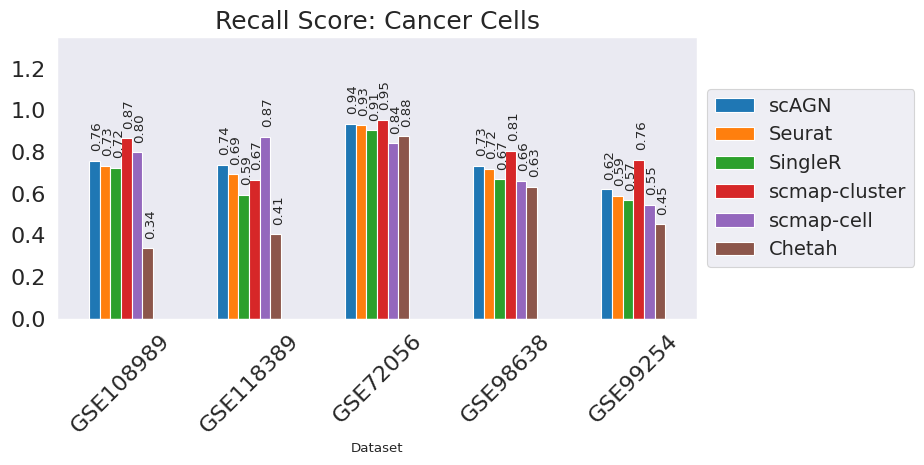 Recall Score: Cancer Cells
1.2
1.0
0.8
0.6
0.4
0.2
0.0
0.76
0.73
0.72
0.87
0.80
0.34
0.74
0.69
0.59
0.67
0.87
0.41
0.94
0.93
0.91
0.95
0.84
0.88
0.73
0.72
0.67
0.81
0.66
0.63
0.62
0.59
0.57
0.76
0.55
0.45
GSE108989
GSE118389
GSE72056
GSE98638
GSE99254
Dataset
scAGN
Seurat
SingleR
scmap-cluster
scmap-cell
Chetah